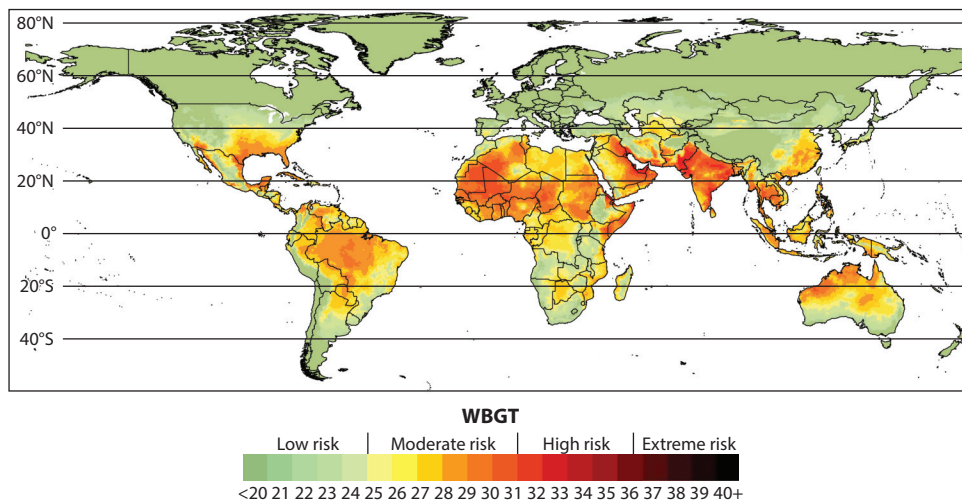 80°N
60°N
40°N
20°N
0°
20°S
40°S
WBGT
Low risk Moderate risk High risk Extreme risk
<20 21 22 23 24 25 26 27 28 29 30 31 32 33 34 35 36 37 38 39 40+